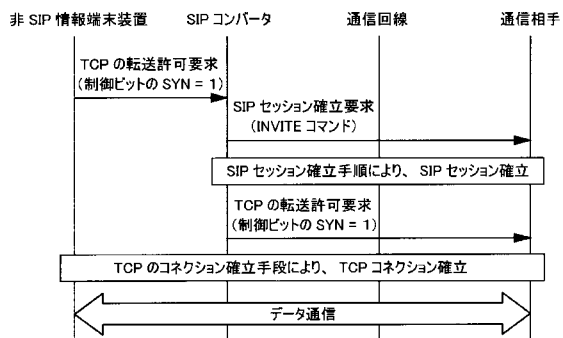 非 SIP 情報端末装置
SIP コンバータ
通信回線
通信相手
TCP の転送許可要求
(制御ビットの SYN = 1)
SIP セッション確立要求
(INVITE コマンド)
SIP セッション確立手順により、 SIP セッション確立
TCP の転送許可要求
(制御ビットの SYN = 1)
TCP のコネクション確立手段により、 TCP コネクション確立
データ通信